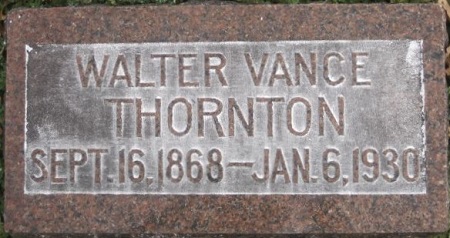 WALTER VANCE
THORNTON
SEPT. 16, 1868 — JAN. 6, 1930